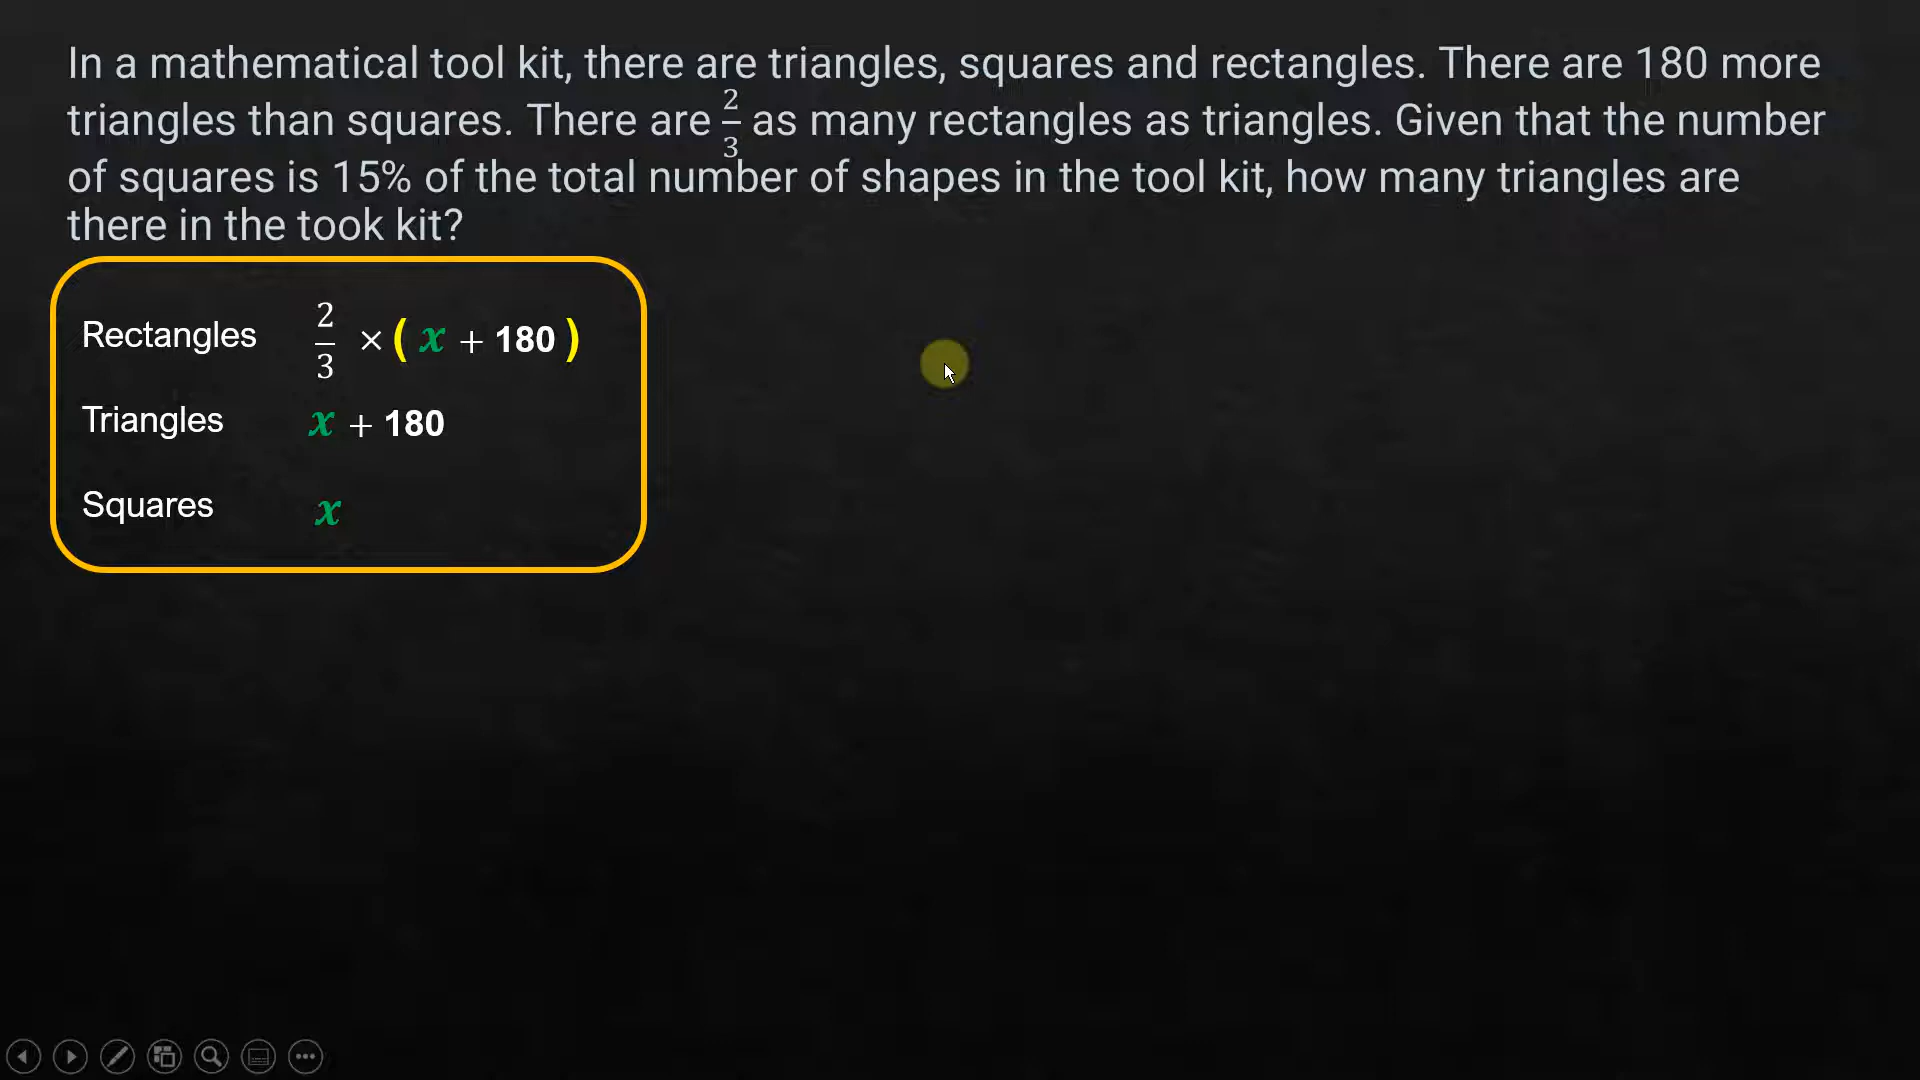 In a mathematical tool kit, there are triangles, squares and rectangles. There are 180 more
triangles than squares. There are 2/3 as many rectangles as triangles. Given that the number
of squares is 15% of the total number of shapes in the tool kit, how many triangles are
there in the took kit?
Rectangles 2/3 × ( x + 180 )
Triangles x + 180
Squares x